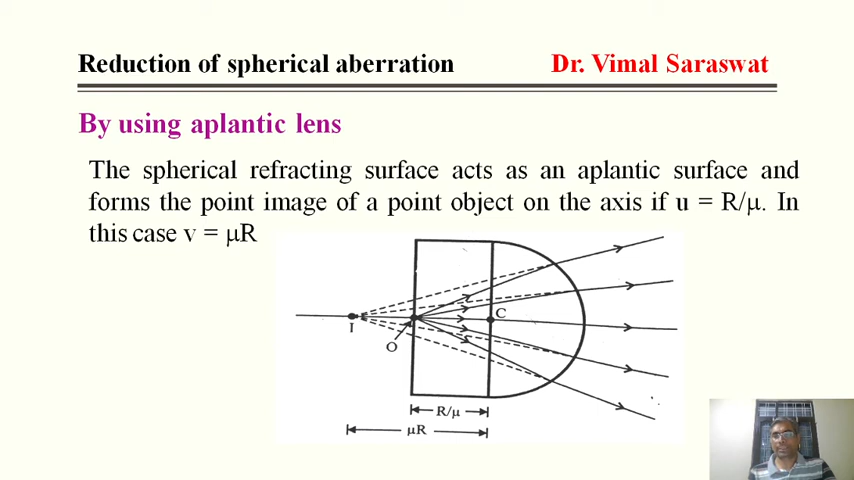 Reduction of spherical aberration Dr. Vimal Saraswat
By using aplantic lens
The spherical refracting surface acts as an aplantic surface and
forms the point image of a point object on the axis if u = R/μ. In
this case v = μR
C
I
O
R/μ
μR